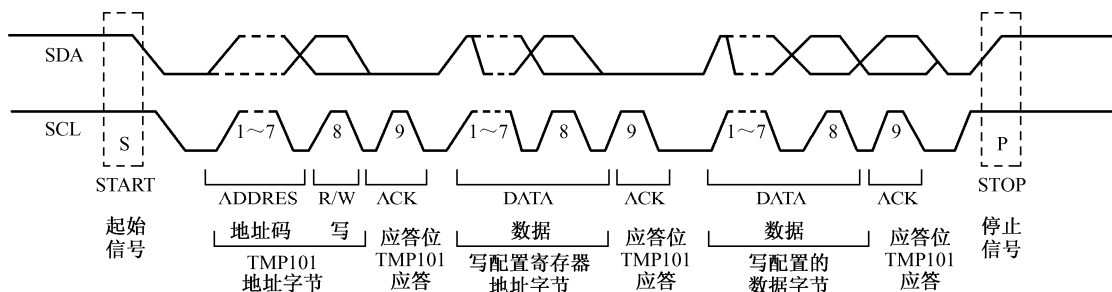 SDA
SCL
S
1～7
8
9
1～7
8
9
1～7
8
9
P
START
ADDRES
R/W
ACK
DATA
ACK
DATA
ACK
STOP
起始
信号
地址码
写
应答位
TMP101
应答
数据
应答位
TMP101
应答
数据
应答位
TMP101
应答
停止
信号
TMP101
地址字节
写配置寄存器
地址字节
写配置的
数据字节